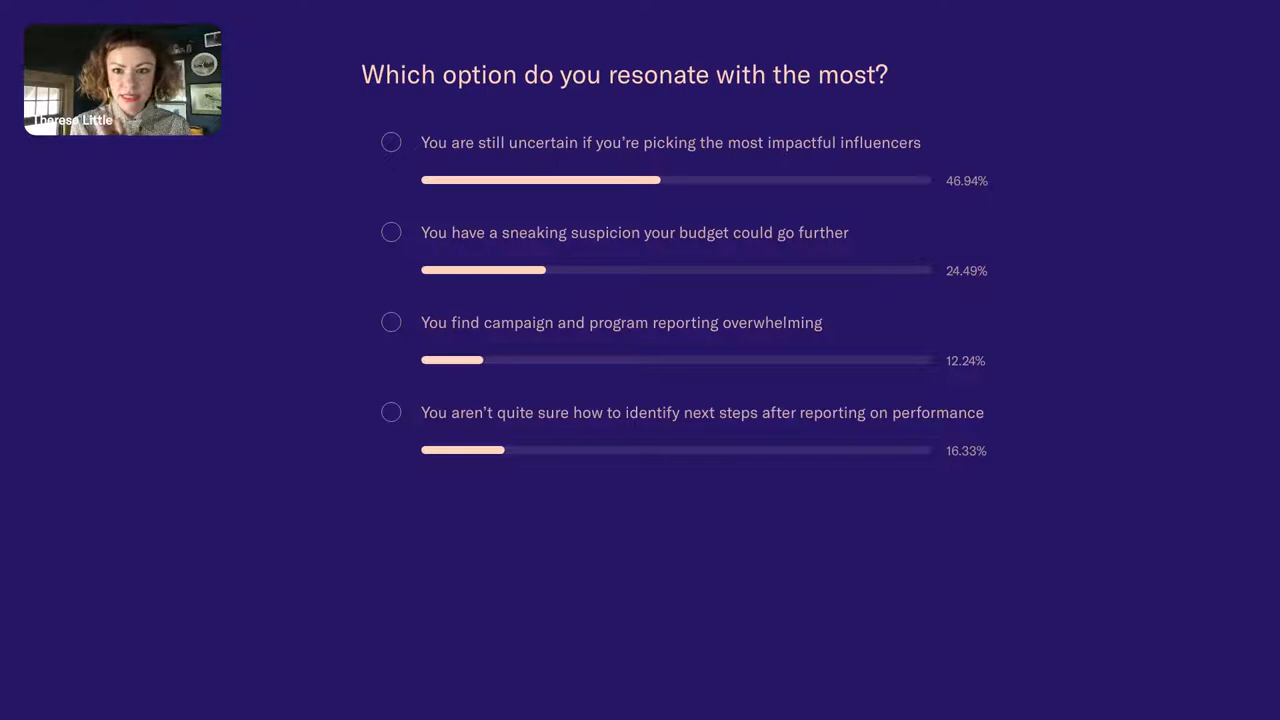 Therese Little
Which option do you resonate with the most?
You are still uncertain if you’re picking the most impactful influencers
46.94%
You have a sneaking suspicion your budget could go further
24.49%
You find campaign and program reporting overwhelming
12.24%
You aren’t quite sure how to identify next steps after reporting on performance
16.33%